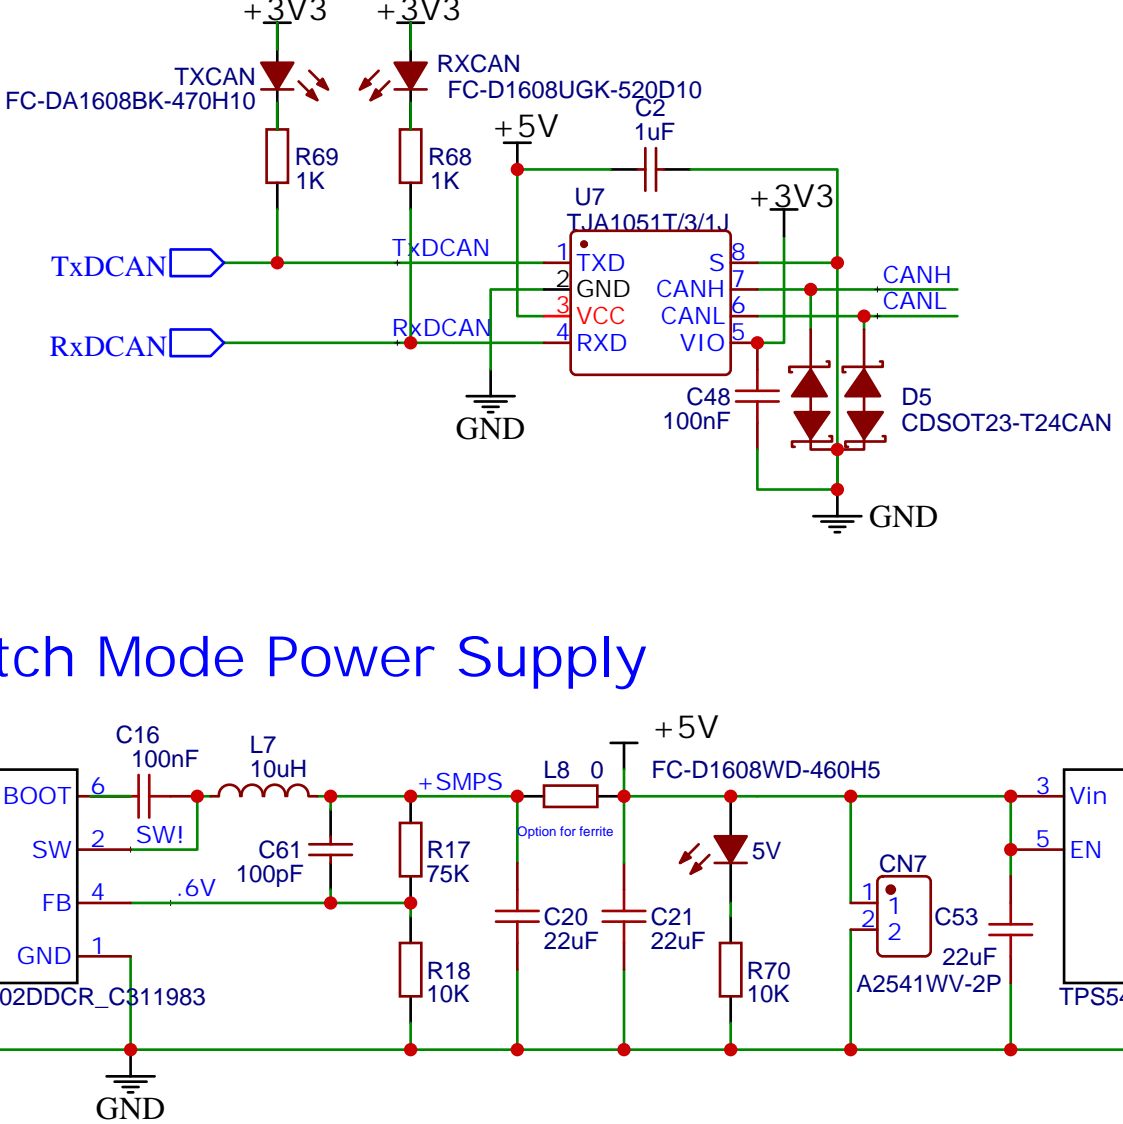 +3V3
+3V3
TXCAN
FC-DA1608BK-470H10
RXCAN
FC-D1608UGK-520D10
C2
1uF
+5V
R69
1K
R68
1K
+3V3
U7
TJA1051T/3/1J
TxDCAN
TxDCAN
1
TXD
2
GND
3
VCC
4
RXD
S
8
CANH
7
CANL
6
VIO
5
CANH
CANL
RxDCAN
RxDCAN
C48
100nF
D5
CDSOT23-T24CAN
GND
GND
tch Mode Power Supply
C16
100nF
L7
10uH
+5V
L8 0
FC-D1608WD-460H5
BOOT
6
+SMPS
Vin
3
Option for ferrite
SW
2
SW!
C61
100pF
R17
75K
5V
EN
5
CN7
FB
4
.6V
1
1
2
2
C20
22uF
C21
22uF
C53
22uF
GND
1
R18
10K
R70
10K
A2541WV-2P
02DDCR_C311983
TPS54
GND